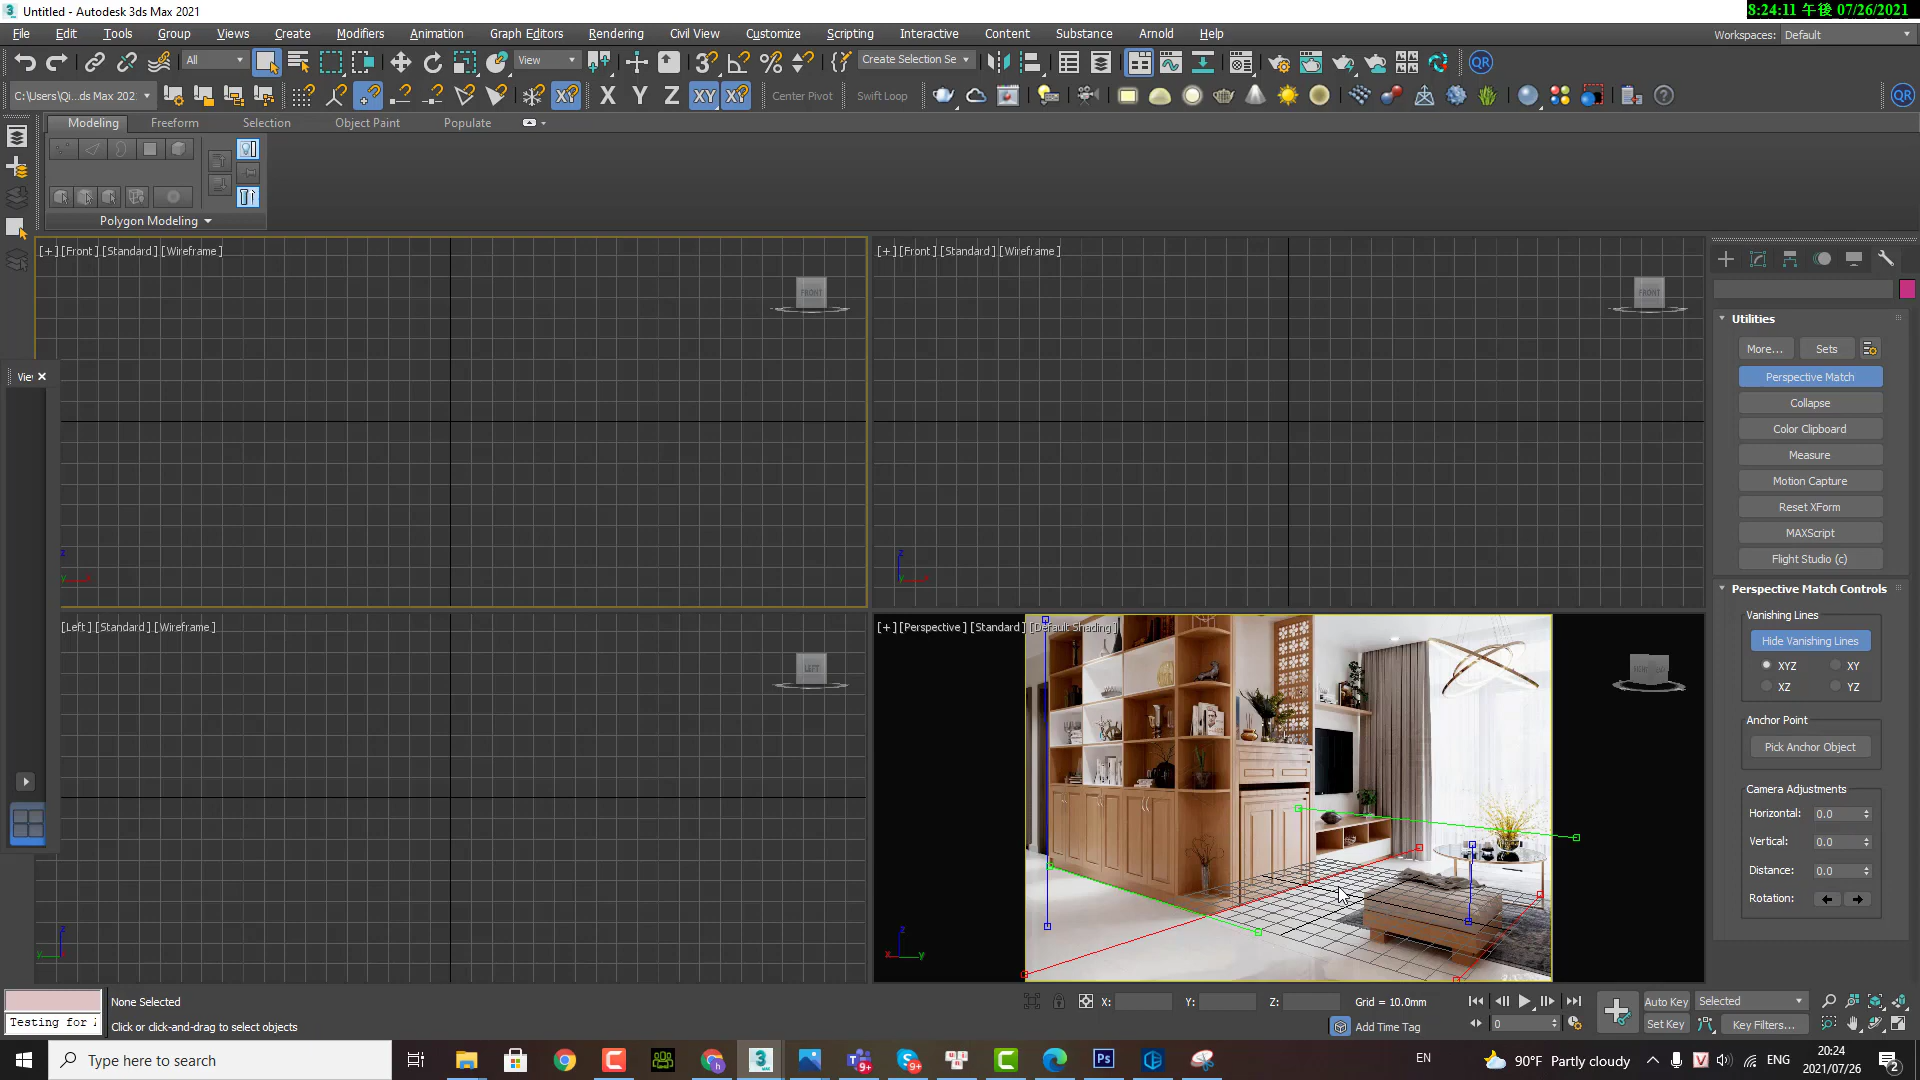 Untitled - Autodesk 3ds Max 2021
8:24:11 午後 07/26/2021
File Edit Tools Group Views Create Modifiers Animation Graph Editors Rendering Civil View Customize Scripting Interactive Content Substance Arnold Help
Workspaces: Default
All View Create Selection Se
C:\Users\Qi...ds Max 202 X Y Z XY Center Pivot Swift Loop
Modeling Freeform Selection Object Paint Populate
Polygon Modeling
[+] [Front] [Standard] [Wireframe]
FRONT
[+] [Front] [Standard] [Wireframe]
FRONT
Viev
[Left] [Standard] [Wireframe]
LEFT
[+] [Perspective] [Standard] [Default Shading]
Utilities
More... Sets
Perspective Match
Collapse
Color Clipboard
Measure
Motion Capture
Reset XForm
MAXScript
Flight Studio (c)
Perspective Match Controls
Vanishing Lines
Hide Vanishing Lines
XYZ XY
XZ YZ
Anchor Point
Pick Anchor Object
Camera Adjustments
Horizontal: 0.0
Vertical: 0.0
Distance: 0.0
Rotation:
None Selected
X: Y: Z: Grid = 10.0mm
Auto Key Selected
Testing for
Click or click-and-drag to select objects
Add Time Tag
0
Set Key Key Filters...
Type here to search
EN
90°F Partly cloudy
ENG
20:24
2021/07/26